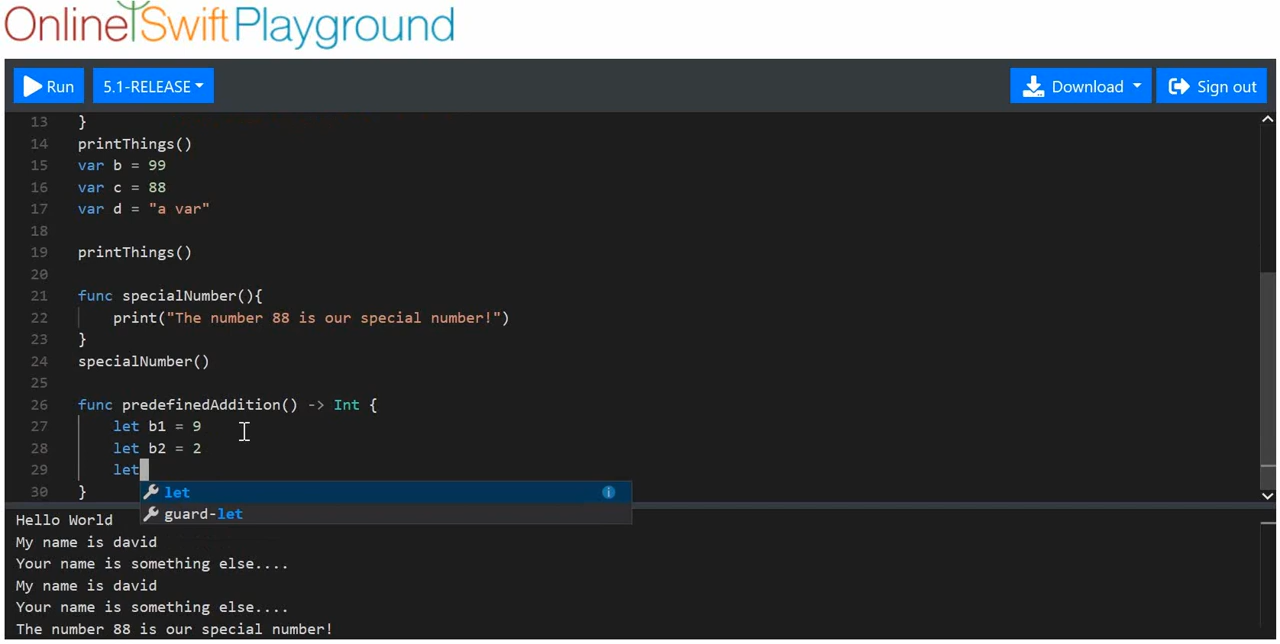 OnlineSwiftPlayground
Run 5.1-RELEASE Download Sign out
13 }
14 printThings()
15 var b = 99
16 var c = 88
17 var d = "a var"
18
19 printThings()
20
21 func specialNumber(){
22 print("The number 88 is our special number!")
23 }
24 specialNumber()
25
26 func predefinedAddition() -> Int {
27 let b1 = 9
28 let b2 = 2
29 let
30 }
let
guard-let
Hello World
My name is david
Your name is something else....
My name is david
Your name is something else....
The number 88 is our special number!